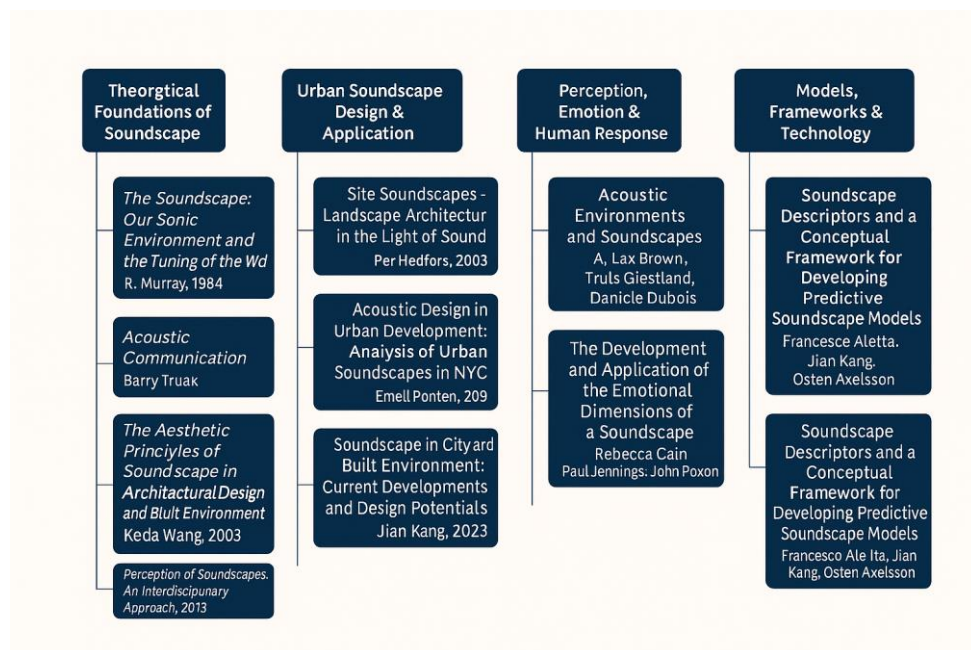 Theorgtical
Foundations of
Soundscape
The Soundscape:
Our Sonic
Environment and
the Tuning of the Wd
R. Murray, 1984
Acoustic
Communication
Barry Truaк
The Aesthetic
Principles of
Soundscape in
Architactural Design
and Bluit Environment
Keda Wang, 2003
Perception of Soundscapes.
An Interdiscipunary
Approach, 2013
Urban Soundscape
Design &
Application
Site Soundscapes -
Landscape Architectur
in the Light of Sound
Per Hedfors, 2003
Acoustic Design in
Urban Development:
Anaiysis of Urban
Soundscapes in NYC
Emell Ponten, 209
Soundscape in Cityard
Built Environment:
Current Developments
and Design Potentials
Jian Kang, 2023
Perception,
Emotion &
Human Response
Acoustic
Environments
and Soundscapes
A, Lax Brown,
Truls Giestland,
Danicle Dubois
The Development
and Application of
the Emotional
Dimensions of
a Soundscape
Rebecca Cain
Paul Jennings: John Poxon
Models,
Frameworks &
Technology
Soundscape
Descriptors and a
Conceptual
Framework for
Developing
Predictive
Soundscape Models
Francesce Aletta.
Jian Kang.
Osten Axelsson
Soundscape
Descriptors and a
Conceptual
Framework for
Developing Predictive
Soundscape Models
Francesco Ale Ita, Jian
Kang, Osten Axelsson